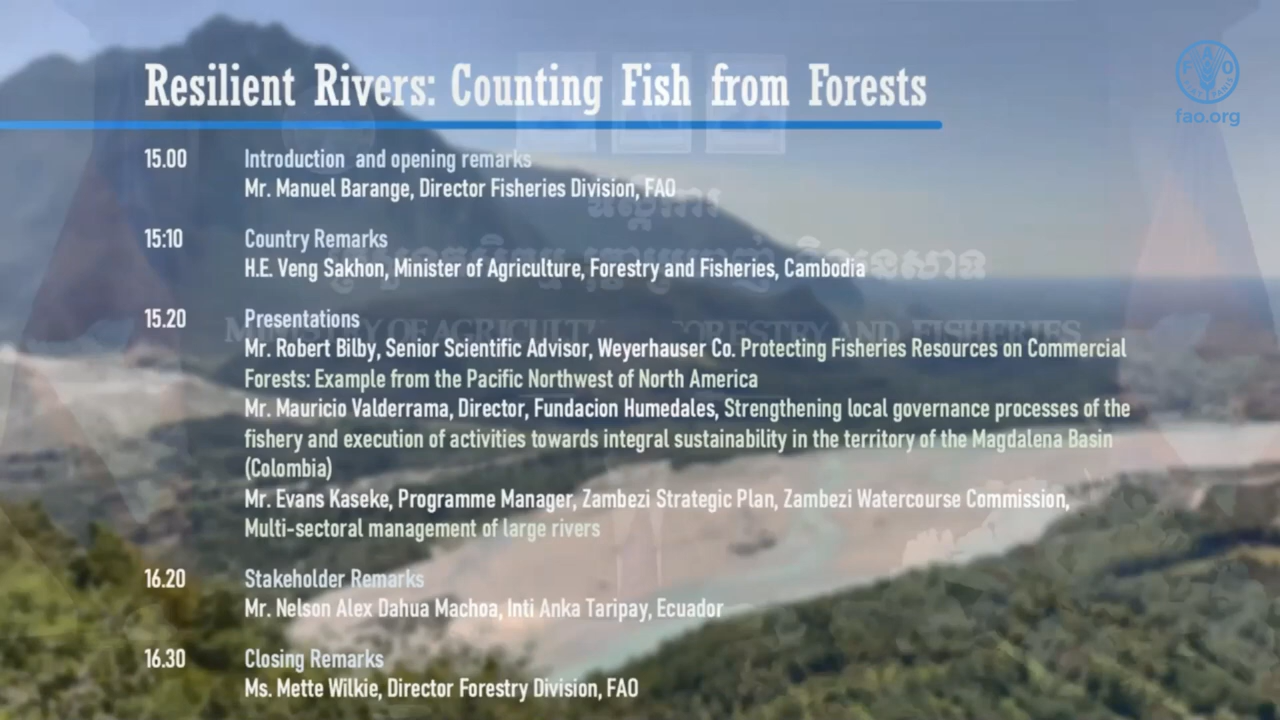 Resilient Rivers: Counting Fish from Forests
FAO
FIAT PANIS
fao.org
15.00 Introduction and opening remarks
Mr. Manuel Barange, Director Fisheries Division, FAO
15:10 Country Remarks
H.E. Veng Sakhon, Minister of Agriculture, Forestry and Fisheries, Cambodia
15.20 Presentations
Mr. Robert Bilby, Senior Scientific Advisor, Weyerhauser Co. Protecting Fisheries Resources on Commercial
Forests: Example from the Pacific Northwest of North America
Mr. Mauricio Valderrama, Director, Fundacion Humedales, Strengthening local governance processes of the
fishery and execution of activities towards integral sustainability in the territory of the Magdalena Basin
(Colombia)
Mr. Evans Kaseke, Programme Manager, Zambezi Strategic Plan, Zambezi Watercourse Commission,
Multi-sectoral management of large rivers
16.20 Stakeholder Remarks
Mr. Nelson Alex Dahua Machoa, Inti Anka Taripay, Ecuador
16.30 Closing Remarks
Ms. Mette Wilkie, Director Forestry Division, FAO
AND FISHERIES